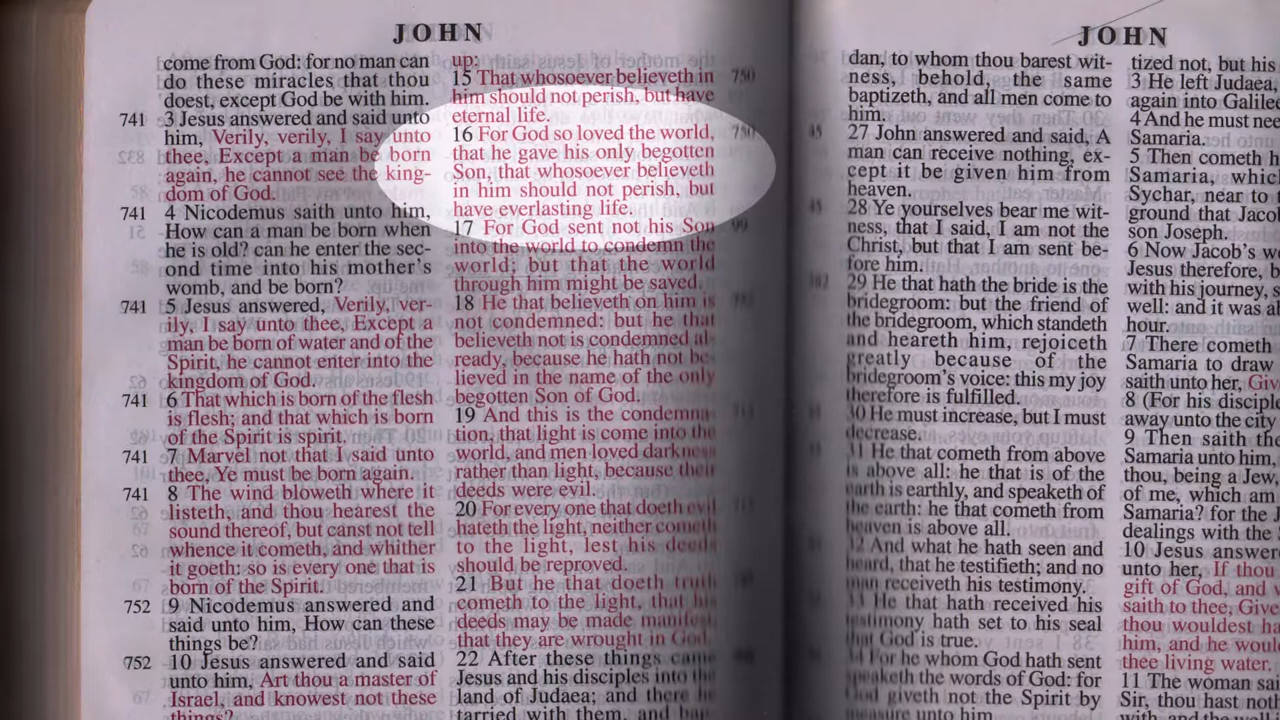 JOHN
come from God: for no man can
do these miracles that thou
doest, except God be with him.
741 3 Jesus answered and said unto
him, Verily, verily, I say unto
thee, Except a man be born
again, he cannot see the king-
dom of God.
741 4 Nicodemus saith unto him,
How can a man be born when
he is old? can he enter the sec-
ond time into his mother's
womb, and be born?
741 5 Jesus answered, Verily, ver-
ily, I say unto thee, Except a
man be born of water and of the
Spirit, he cannot enter into the
kingdom of God.
741 6 That which is born of the flesh
is flesh; and that which is born
of the Spirit is spirit.
741 7 Marvel not that I said unto
thee, Ye must be born again.
741 8 The wind bloweth where it
listeth, and thou hearest the
sound thereof, but canst not tell
whence it cometh, and whither
it goeth: so is every one that is
born of the Spirit.
752 9 Nicodemus answered and
said unto him, How can these
things be?
752 10 Jesus answered and said
unto him, Art thou a master of
Israel, and knowest not these
things?
up:
15 That whosoever believeth in 750
him should not perish, but have
eternal life.
16 For God so loved the world, 750
that he gave his only begotten
Son, that whosoever believeth
in him should not perish, but
have everlasting life.
17 For God sent not his Son 99
into the world to condemn the
world; but that the world
through him might be saved.
18 He that believeth on him is
not condemned: but he that
believeth not is condemned al-
ready, because he hath not be-
lieved in the name of the only
begotten Son of God.
19 And this is the condemna-
tion, that light is come into the
world, and men loved darkness
rather than light, because their
deeds were evil.
20 For every one that doeth evil
hateth the light, neither cometh
to the light, lest his deeds
should be reproved.
21 But he that doeth truth
cometh to the light, that his
deeds may be made manifest,
that they are wrought in God.
22 After these things came
Jesus and his disciples into the
land of Judaea; and there he
tarried with them, and bap-
JOHN
dan, to whom thou barest wit-
ness, behold, the same
baptizeth, and all men come to
him.
45 27 John answered and said, A
man can receive nothing, ex-
cept it be given him from
heaven.
45 28 Ye yourselves bear me wit-
ness, that I said, I am not the
Christ, but that I am sent be-
fore him.
29 He that hath the bride is the
bridegroom: but the friend of
the bridegroom, which standeth
and heareth him, rejoiceth
greatly because of the
bridegroom's voice: this my joy
therefore is fulfilled.
30 He must increase, but I must
decrease.
31 He that cometh from above
is above all: he that is of the
earth is earthly, and speaketh of
the earth: he that cometh from
heaven is above all.
32 And what he hath seen and
heard, that he testifieth; and no
man receiveth his testimony.
33 He that hath received his
testimony hath set to his seal
that God is true.
34 For he whom God hath sent
speaketh the words of God: for
God giveth not the Spirit by
measure unto him.
tized not, but his
3 He left Judaea,
again into Galilee
4 And he must nee
Samaria.
5 Then cometh h
Samaria, which
Sychar, near to
ground that Jacob
son Joseph.
6 Now Jacob's w
Jesus therefore, b
with his journey, s
well: and it was a
hour.
7 There cometh
Samaria to draw
saith unto her, Giv
8 (For his disciple
away unto the city
9 Then saith the
Samaria unto him,
thou, being a Jew,
of me, which am
Samaria? for the J
dealings with the
10 Jesus answer
unto her, If thou
gift of God, and w
saith to thee, Give
thou wouldest ha
him, and he woul
thee living water.
11 The woman sai
Sir, thou hast not